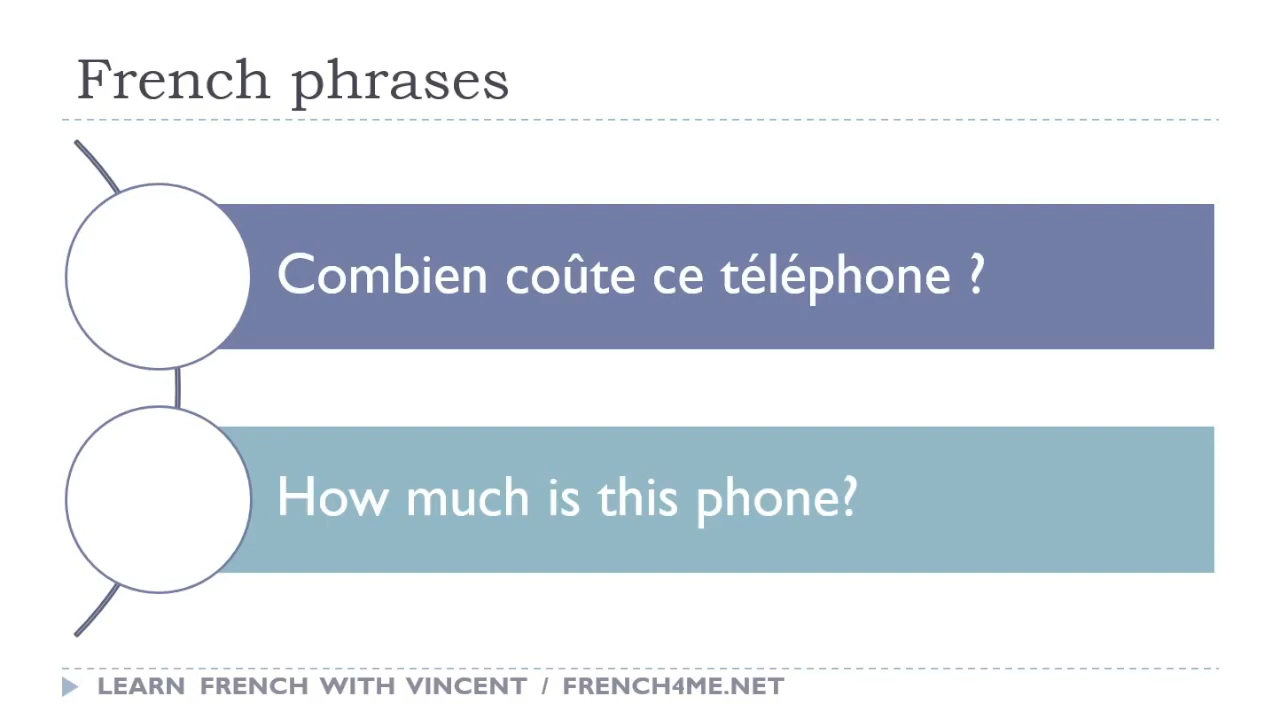 French phrases
Combien coûte ce téléphone ?
How much is this phone?
LEARN FRENCH WITH VINCENT / FRENCH4ME.NET